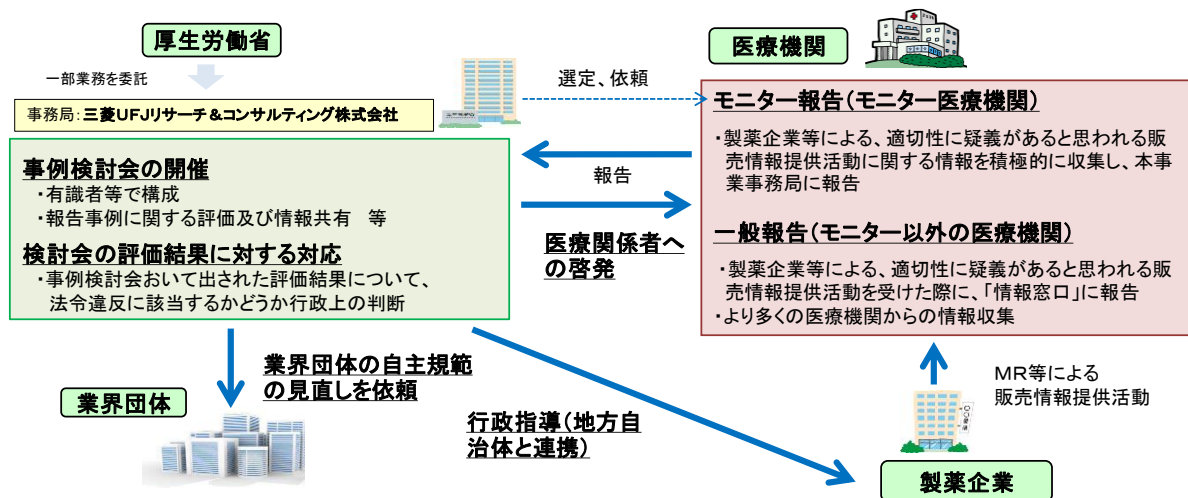 厚生労働省
一部業務を委託
事務局：三菱UFJリサーチ＆コンサルティング株式会社
事例検討会の開催
・有識者等で構成
・報告事例に関する評価及び情報共有　等
検討会の評価結果に対する対応
・事例検討会おいて出された評価結果について、
法令違反に該当するかどうか行政上の判断
選定、依頼
報告
医療関係者へ
の啓発
医療機関
モニター報告（モニター医療機関）
・製薬企業等による、適切性に疑義があると思われる販
売情報提供活動に関する情報を積極的に収集し、本事
業事務局に報告
一般報告（モニター以外の医療機関）
・製薬企業等による、適切性に疑義があると思われる販
売情報提供活動を受けた際に、「情報窓口」に報告
・より多くの医療機関からの情報収集
業界団体の自主規範
の見直しを依頼
業界団体
行政指導（地方自
治体と連携）
MR等による
販売情報提供活動
製薬企業